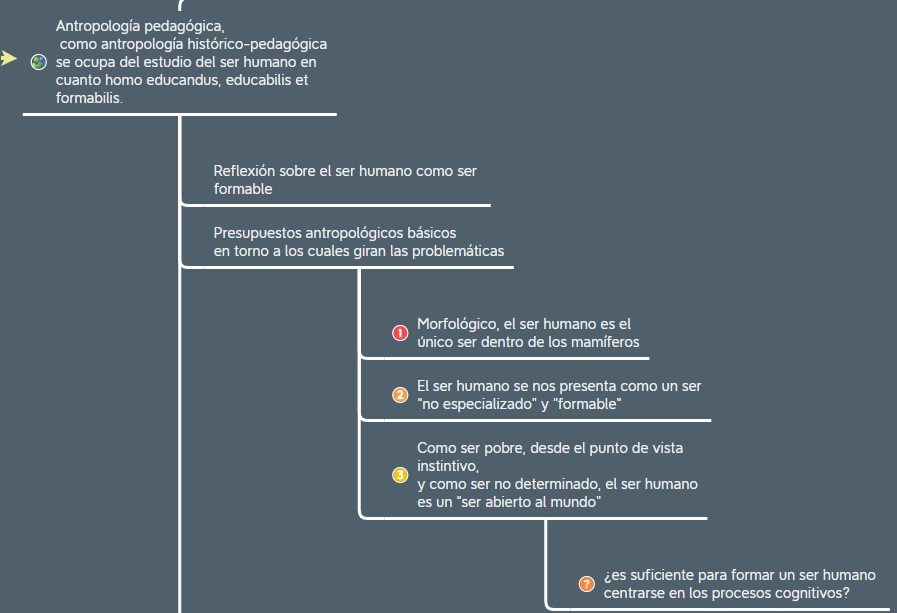 Antropología pedagógica,
como antropología histórico-pedagógica
se ocupa del estudio del ser humano en
cuanto homo educandus, educabilis et
formabilis.
Reflexión sobre el ser humano como ser
formable
Presupuestos antropológicos básicos
en torno a los cuales giran las problemáticas
1 Morfológico, el ser humano es el
único ser dentro de los mamíferos
2 El ser humano se nos presenta como un ser
"no especializado" y "formable"
3 Como ser pobre, desde el punto de vista
instintivo,
y como ser no determinado, el ser humano
es un "ser abierto al mundo"
? ¿es suficiente para formar un ser humano
centrarse en los procesos cognitivos?